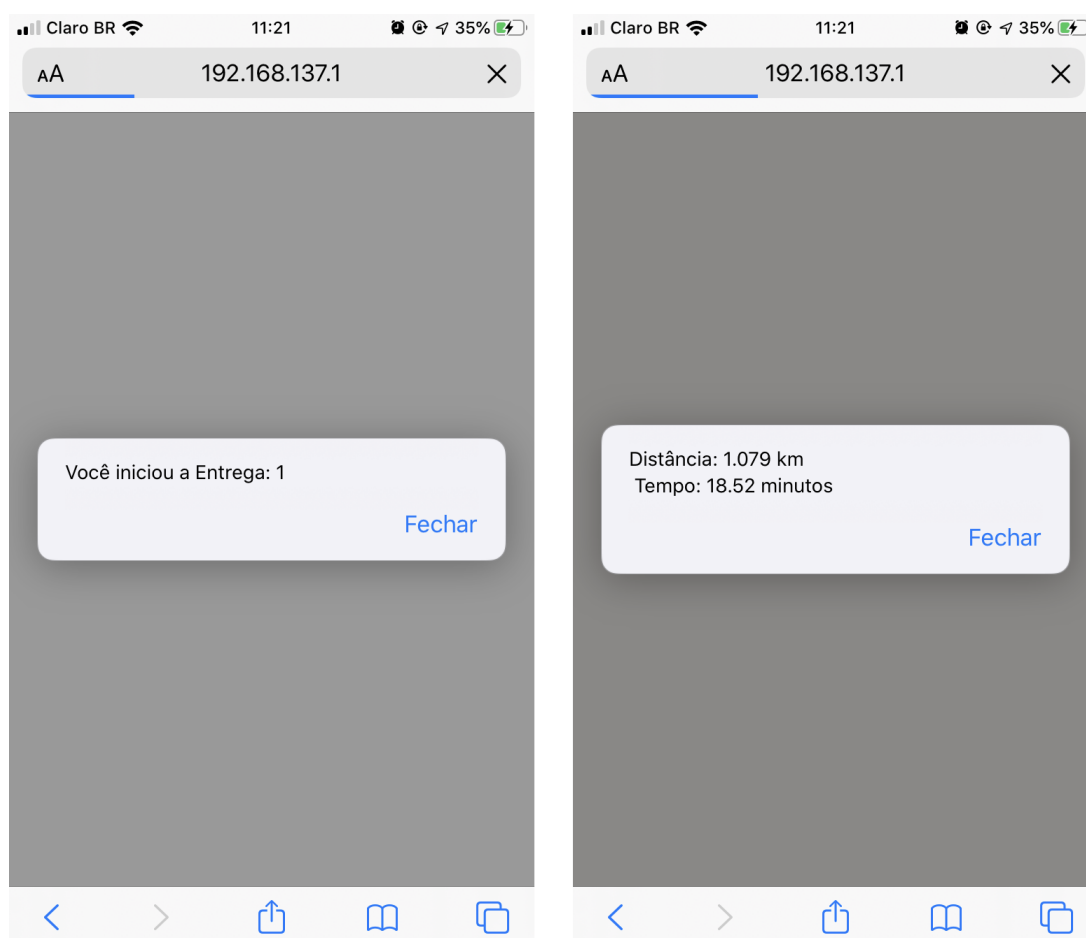 Claro BR 11:21 35%
AA 192.168.137.1
Você iniciou a Entrega: 1
Fechar
Claro BR 11:21 35%
AA 192.168.137.1
Distância: 1.079 km
Tempo: 18.52 minutos
Fechar